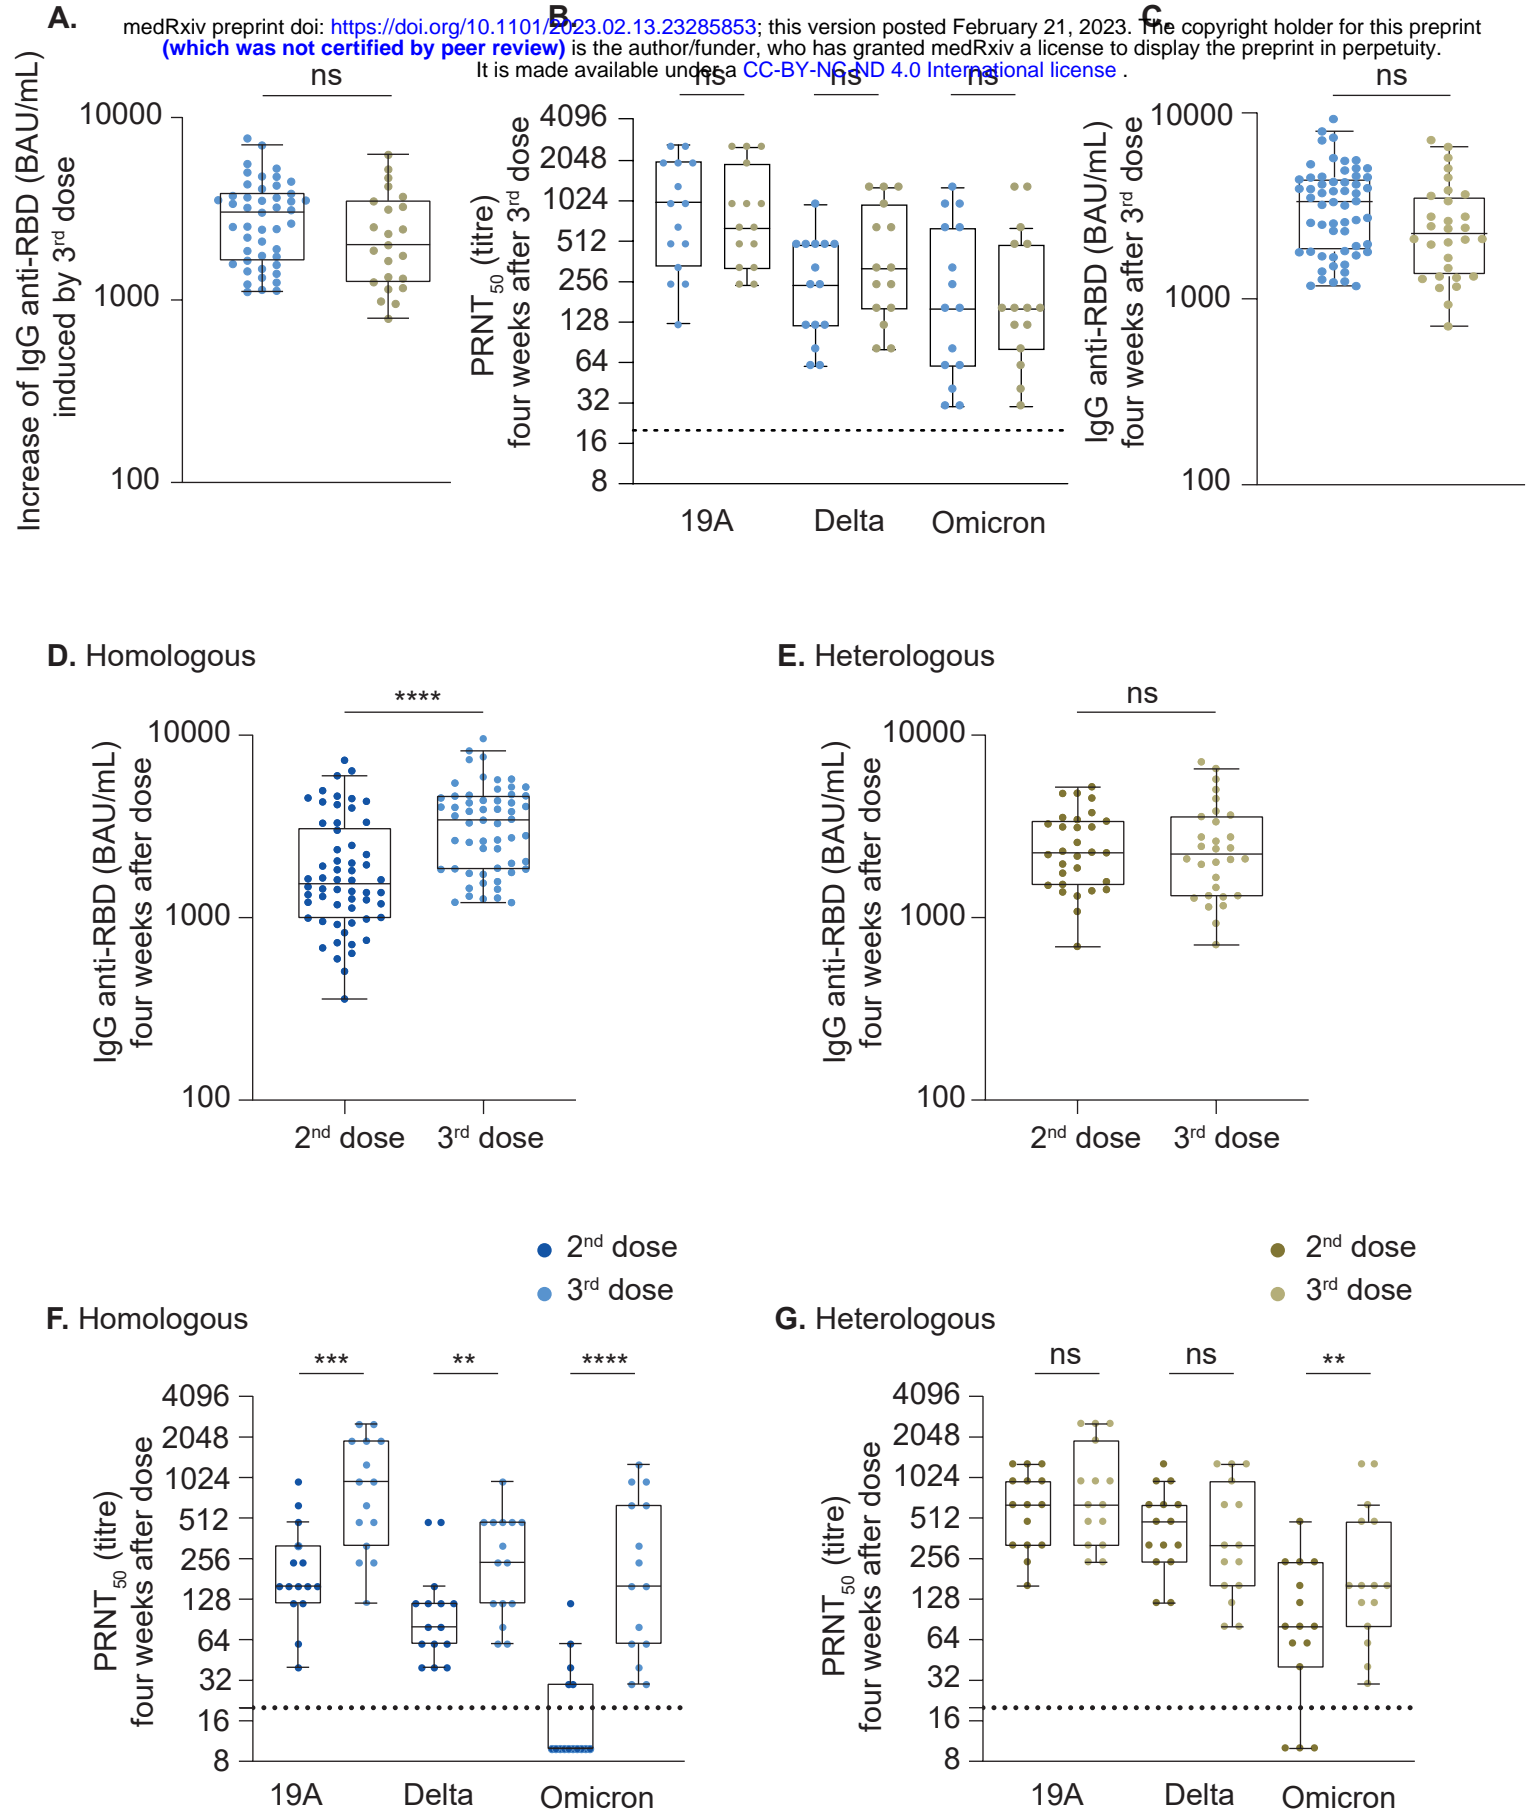 A.
B.
C.
medRxiv preprint doi: https://doi.org/10.1101/2023.02.13.23285853; this version posted February 21, 2023. The copyright holder for this preprint
(which was not certified by peer review) is the author/funder, who has granted medRxiv a license to display the preprint in perpetuity.
It is made available under a CC-BY-NC-ND 4.0 International license .
Increase of IgG anti-RBD (BAU/mL)
induced by 3rd dose
10000
1000
100
ns
PRNT50 (titre)
four weeks after 3rd dose
4096
2048
1024
512
256
128
64
32
16
8
ns
ns
ns
19A
Delta
Omicron
IgG anti-RBD (BAU/mL)
four weeks after 3rd dose
10000
1000
100
ns
D. Homologous
IgG anti-RBD (BAU/mL)
four weeks after dose
10000
1000
100
****
2nd dose
3rd dose
E. Heterologous
IgG anti-RBD (BAU/mL)
four weeks after dose
10000
1000
100
ns
2nd dose
3rd dose
2nd dose
3rd dose
F. Homologous
PRNT50 (titre)
four weeks after dose
4096
2048
1024
512
256
128
64
32
16
8
***
**
****
19A
Delta
Omicron
2nd dose
3rd dose
G. Heterologous
PRNT50 (titre)
four weeks after dose
4096
2048
1024
512
256
128
64
32
16
8
ns
ns
**
19A
Delta
Omicron